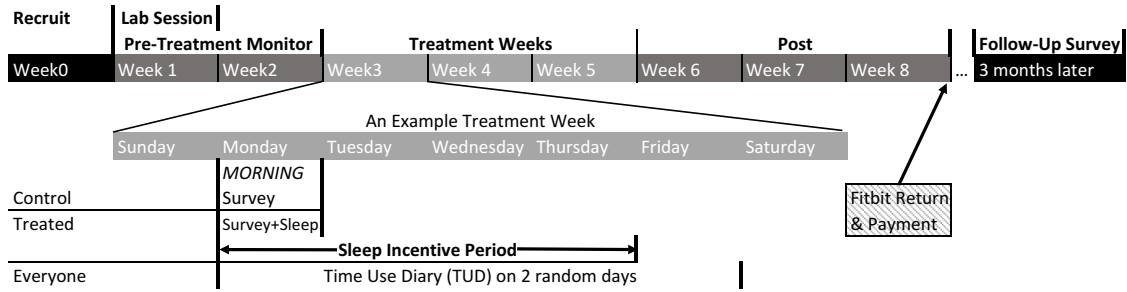 Recruit Lab Session
Pre-Treatment Monitor Treatment Weeks Post Follow-Up Survey
Week0 Week 1 Week2 Week3 Week 4 Week 5 Week 6 Week 7 Week 8 ... 3 months later
An Example Treatment Week
Sunday Monday Tuesday Wednesday Thursday Friday Saturday
MORNING
Control Survey
Treated Survey+Sleep
Fitbit Return
& Payment
Sleep Incentive Period
Everyone Time Use Diary (TUD) on 2 random days